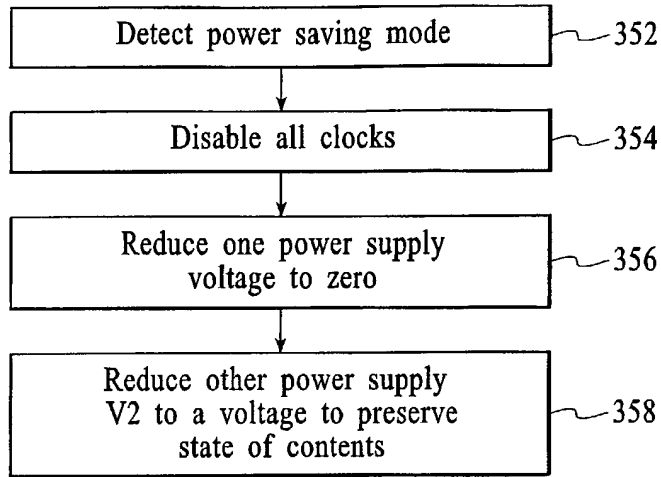 Detect power saving mode
352
Disable all clocks
354
Reduce one power supply
voltage to zero
356
Reduce other power supply
V2 to a voltage to preserve
state of contents
358